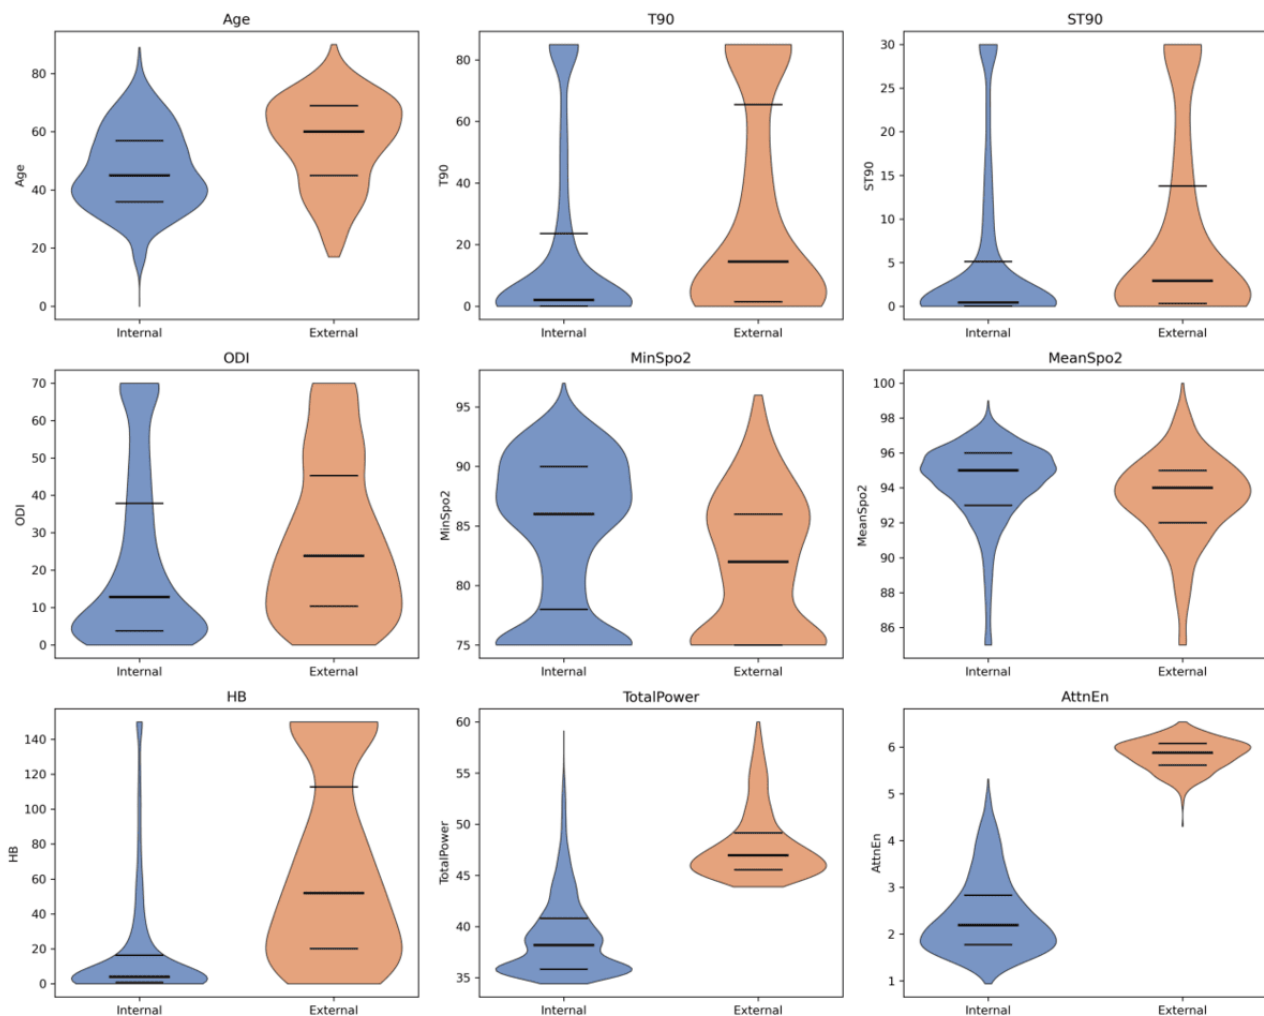 Age
T90
ST90
Age
80
60
40
20
0
Internal
External
T90
80
60
40
20
0
Internal
External
ST90
30
25
20
15
10
5
0
Internal
External
ODI
MinSpo2
MeanSpo2
ODI
70
60
50
40
30
20
10
0
Internal
External
MinSpo2
95
90
85
80
75
Internal
External
MeanSpo2
100
98
96
94
92
90
88
86
Internal
External
HB
TotalPower
AttnEn
HB
140
120
100
80
60
40
20
0
Internal
External
TotalPower
60
55
50
45
40
35
Internal
External
AttnEn
6
5
4
3
2
1
Internal
External